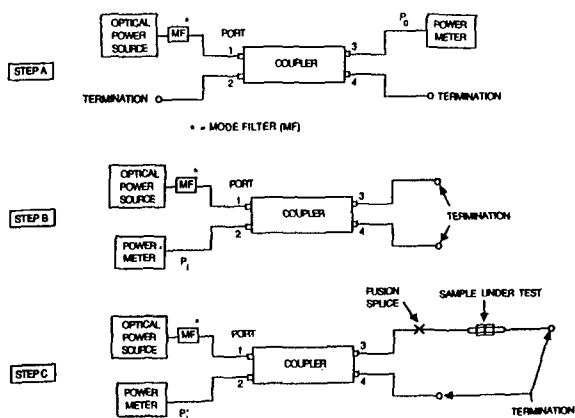 OPTICAL
POWER
SOURCE
MF
*
PORT
1
2
COUPLER
3
4
P0
POWER
METER
STEP A
TERMINATION
TERMINATION
* = MODE FILTER (MF)
OPTICAL
POWER
SOURCE
MF
*
PORT
1
2
COUPLER
3
4
TERMINATION
STEP B
POWER
METER
P1
FUSION
SPLICE
SAMPLE UNDER TEST
OPTICAL
POWER
SOURCE
MF
*
PORT
1
2
COUPLER
3
4
STEP C
POWER
METER
TERMINATION